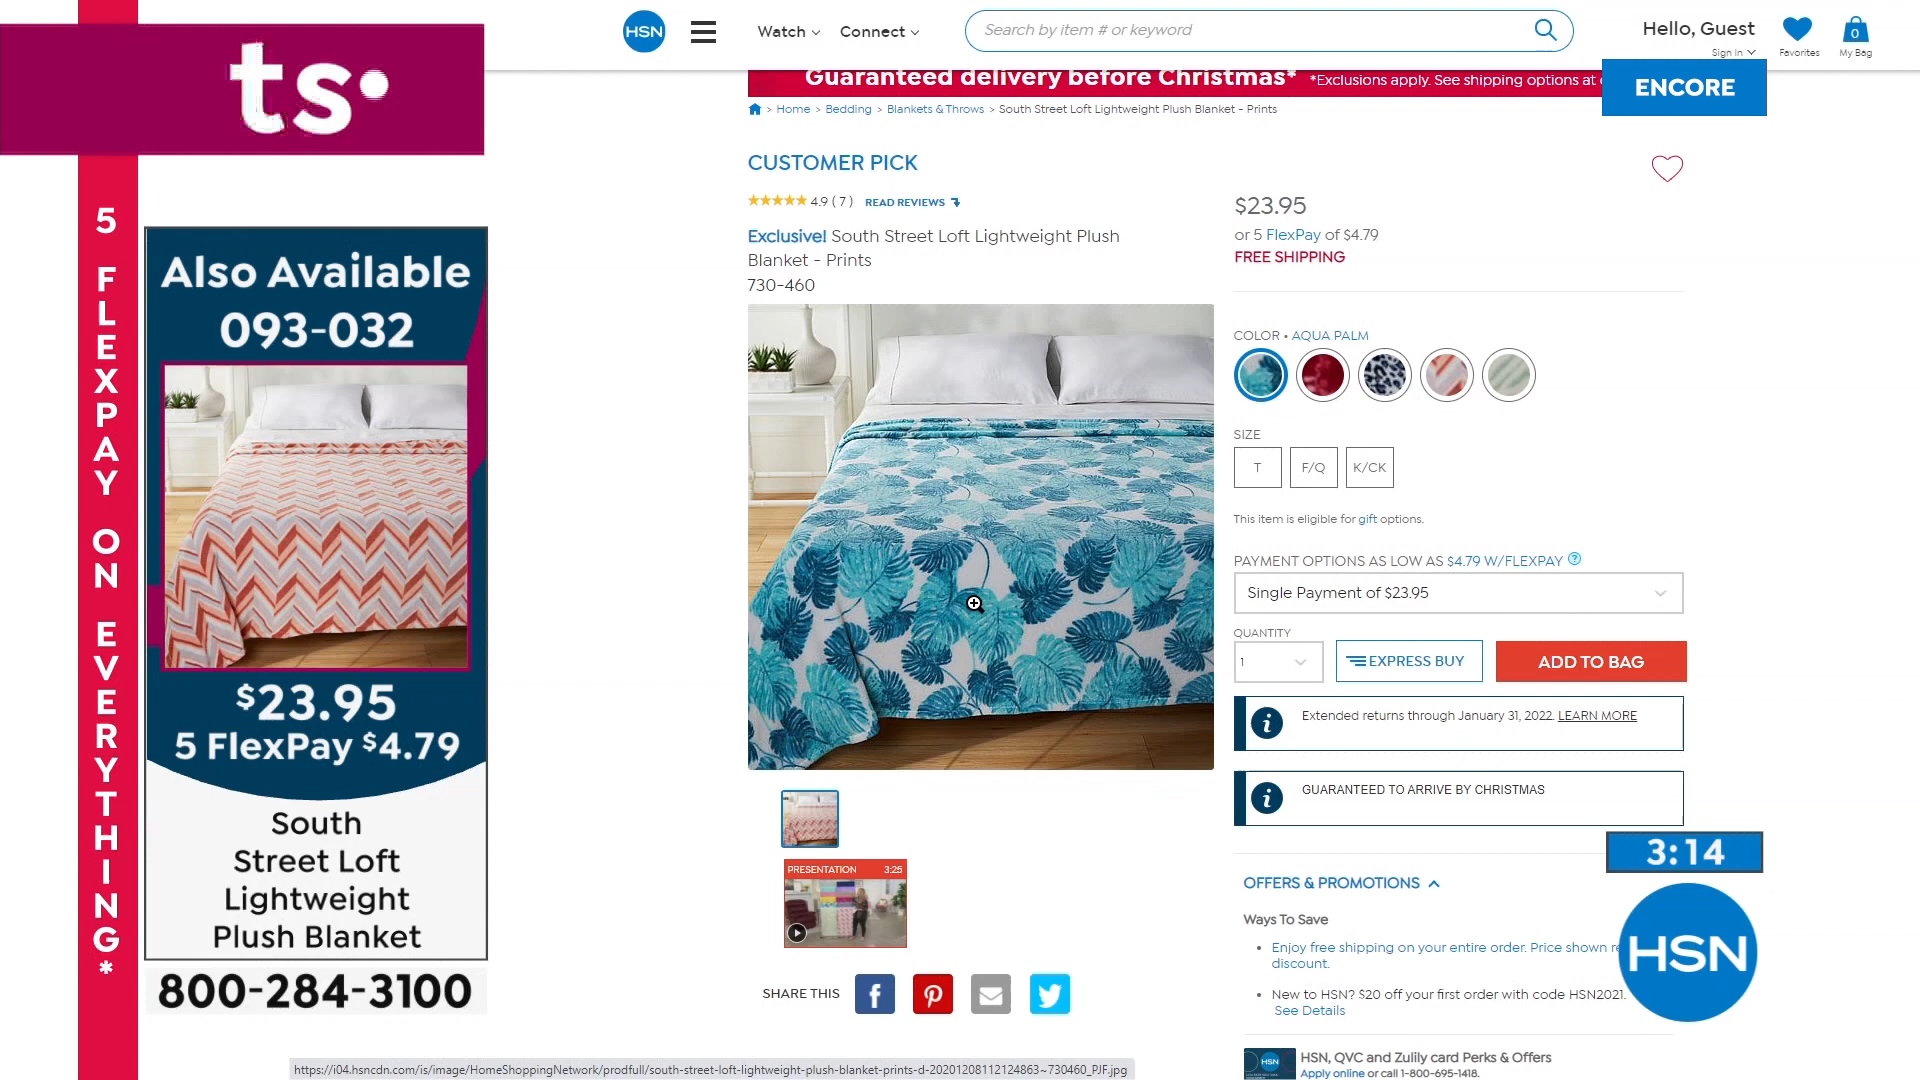 ts.
5 FLEXPAY ON EVERYTHING*
Also Available
093-032
$23.95
5 FlexPay $4.79
South
Street Loft
Lightweight
Plush Blanket
800-284-3100
HSN
Watch
Connect
Search by item # or keyword
Hello, Guest
Sign In
Favorites
0
My Bag
Guaranteed delivery before Christmas* *Exclusions apply. See shipping options at
ENCORE
> Home > Bedding > Blankets & Throws > South Street Loft Lightweight Plush Blanket - Prints
CUSTOMER PICK
4.9 ( 7 ) READ REVIEWS
Exclusive! South Street Loft Lightweight Plush
Blanket - Prints
730-460
$23.95
or 5 FlexPay of $4.79
FREE SHIPPING
COLOR • AQUA PALM
SIZE
T F/Q K/CK
This item is eligible for gift options.
PAYMENT OPTIONS AS LOW AS $4.79 W/FLEXPAY ?
Single Payment of $23.95
QUANTITY
1
EXPRESS BUY
ADD TO BAG
Extended returns through January 31, 2022. LEARN MORE
GUARANTEED TO ARRIVE BY CHRISTMAS
3:14
PRESENTATION 3:25
SHARE THIS
OFFERS & PROMOTIONS
Ways To Save
• Enjoy free shipping on your entire order. Price shown
discount.
• New to HSN? $20 off your first order with code HSN2021.
See Details
HSN
HSN
HSN, QVC and Zulily card Perks & Offers
Apply online or call 1-800-695-1418.
https://i04.hsncdn.com/is/image/HomeShoppingNetwork/prodfull/south-street-loft-lightweight-plush-blanket-prints-d-20201208112124863~730460_PJF.jpg